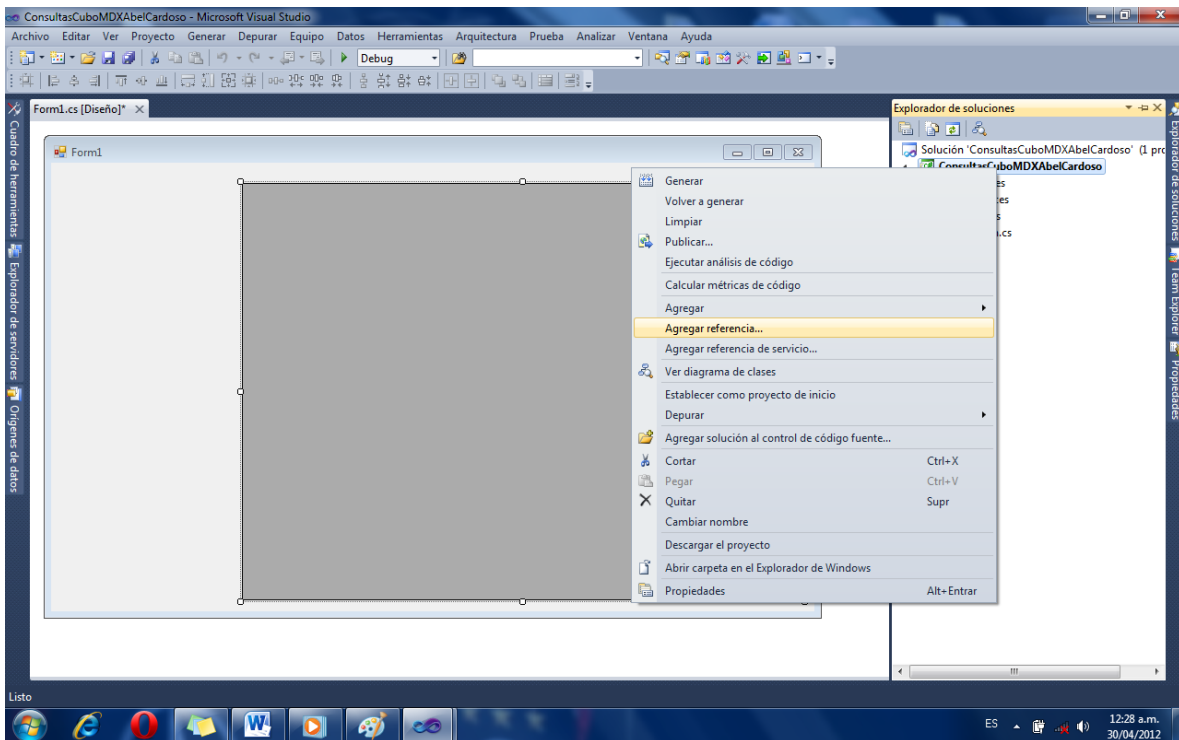 ConsultasCuboMDXAbelCardoso - Microsoft Visual Studio
Archivo Editar Ver Proyecto Generar Depurar Equipo Datos Herramientas Arquitectura Prueba Analizar Ventana Ayuda
Debug
Form1.cs [Diseño]*
Explorador de soluciones
Cuadro de herramientas
Explorador de servidores
Orígenes de datos
Form1
Solución 'ConsultasCuboMDXAbelCardoso' (1 pro
ConsultasCuboMDXAbelCardoso
es
.cs
Generar
Volver a generar
Limpiar
Publicar...
Ejecutar análisis de código
Calcular métricas de código
Agregar
Agregar referencia...
Agregar referencia de servicio...
Ver diagrama de clases
Establecer como proyecto de inicio
Depurar
Agregar solución al control de código fuente...
Cortar Ctrl+X
Pegar Ctrl+V
Quitar Supr
Cambiar nombre
Descargar el proyecto
Abrir carpeta en el Explorador de Windows
Propiedades Alt+Entrar
Explorador de soluciones
Team Explorer
Propiedades
Listo
ES
12:28 a.m.
30/04/2012